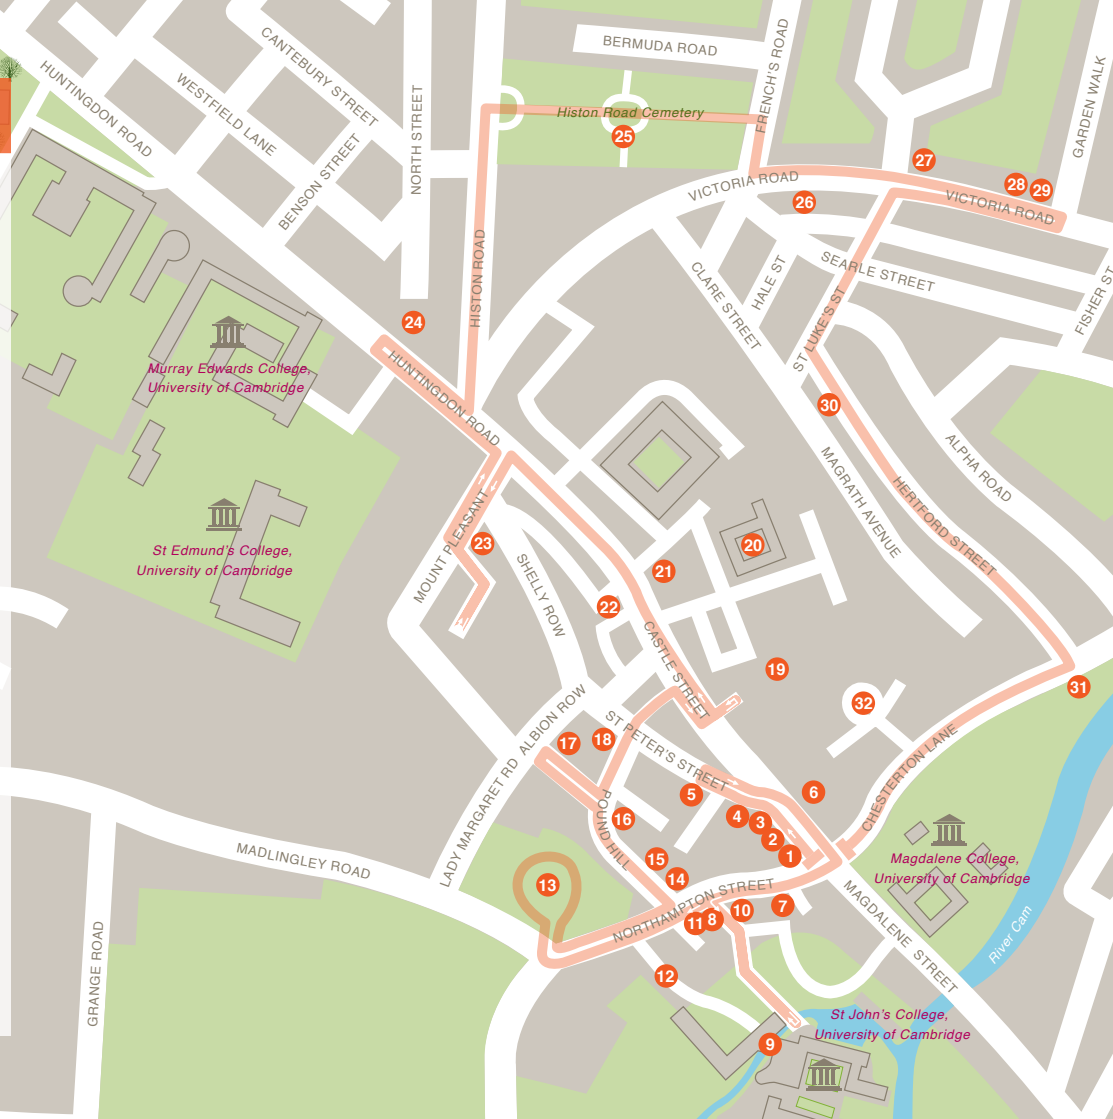 BERMUDA ROAD
CANTEBURY STREET
HUNTINGDON ROAD
WESTFIELD LANE
NORTH STREET
BENSON STREET
FRENCH'S ROAD
GARDEN WALK
Histon Road Cemetery
25
27
28
29
VICTORIA ROAD
26
VICTORIA ROAD
HISTON ROAD
CLARE STREET
HALE ST
SEARLE STREET
FISHER ST
ST LUKE'S ST
24
Murray Edwards College,
University of Cambridge
HUNTINGDON ROAD
30
ALPHA ROAD
MAGRATH AVENUE
HERTFORD STREET
St Edmund's College,
University of Cambridge
MOUNT PLEASANT
23
20
21
22
SHELLY ROW
CASTLE STREET
19
31
32
ALBION ROW
ST PETER'S STREET
17
18
CHESTERTON LANE
LADY MARGARET RD
5
6
POUND HILL
16
4
3
2
1
15
14
MADLINGLEY ROAD
Magdalene College,
University of Cambridge
13
NORTHAMPTON STREET
7
10
8
11
MAGDALENE STREET
River Cam
GRANGE ROAD
12
St John's College,
University of Cambridge
9